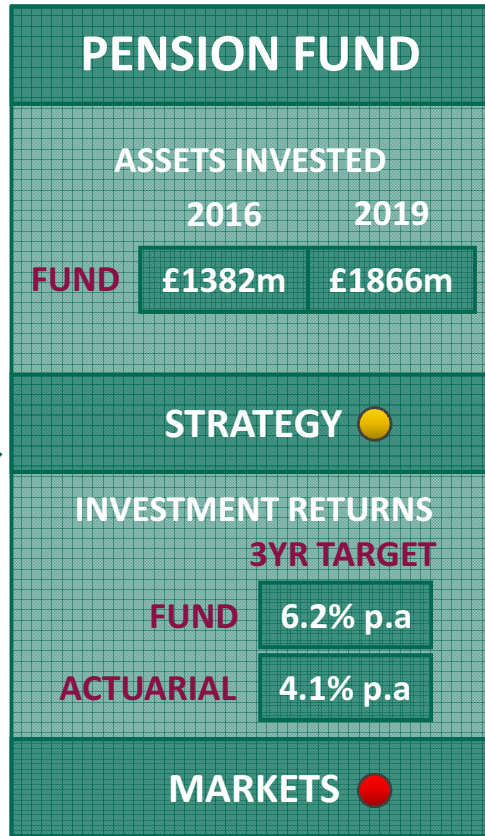 PENSION FUND
ASSETS INVESTED
2016 2019
FUND £1382m £1866m
STRATEGY
INVESTMENT RETURNS
3YR TARGET
FUND 6.2% p.a
ACTUARIAL 4.1% p.a
MARKETS